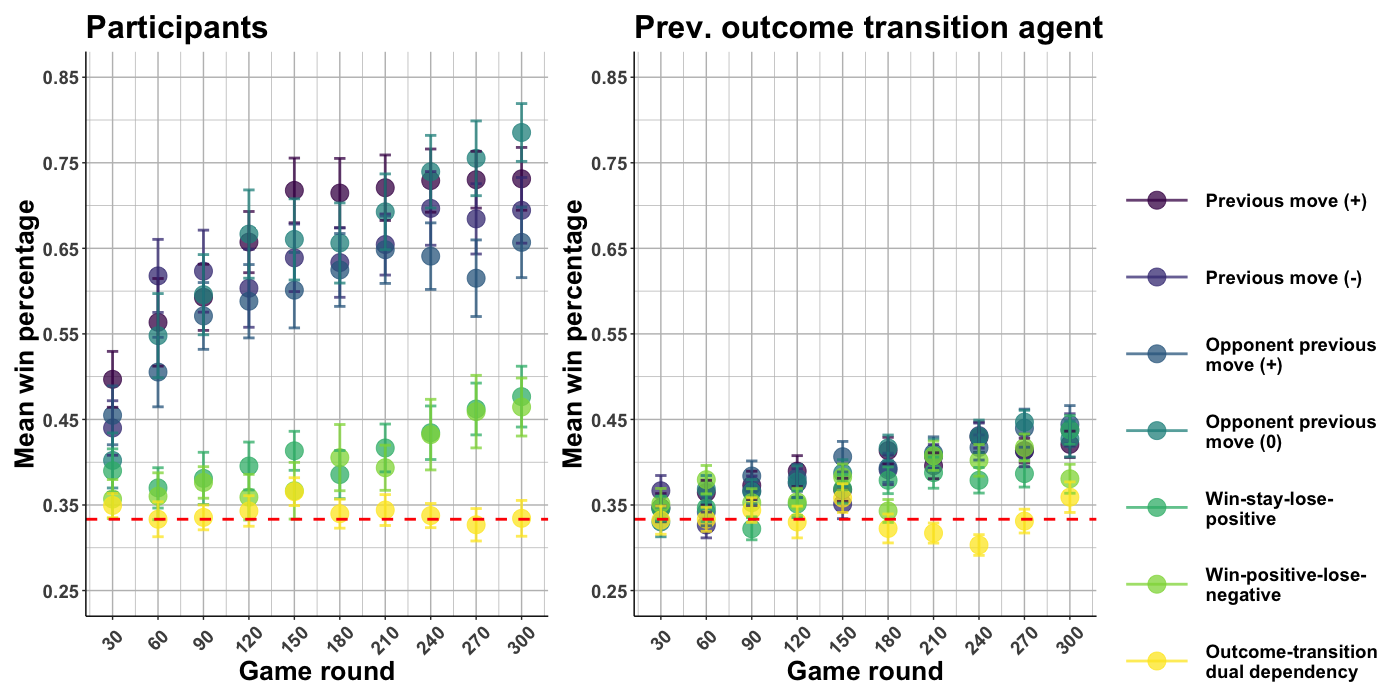 Participants
Prev. outcome transition agent
Mean win percentage
0.85
0.75
0.65
0.55
0.45
0.35
0.25
30
60
90
120
150
180
210
240
270
300
Game round
Mean win percentage
0.85
0.75
0.65
0.55
0.45
0.35
0.25
30
60
90
120
150
180
210
240
270
300
Game round
Previous move (+)
Previous move (-)
Opponent previous
move (+)
Opponent previous
move (0)
Win-stay-lose-
positive
Win-positive-lose-
negative
Outcome-transition
dual dependency